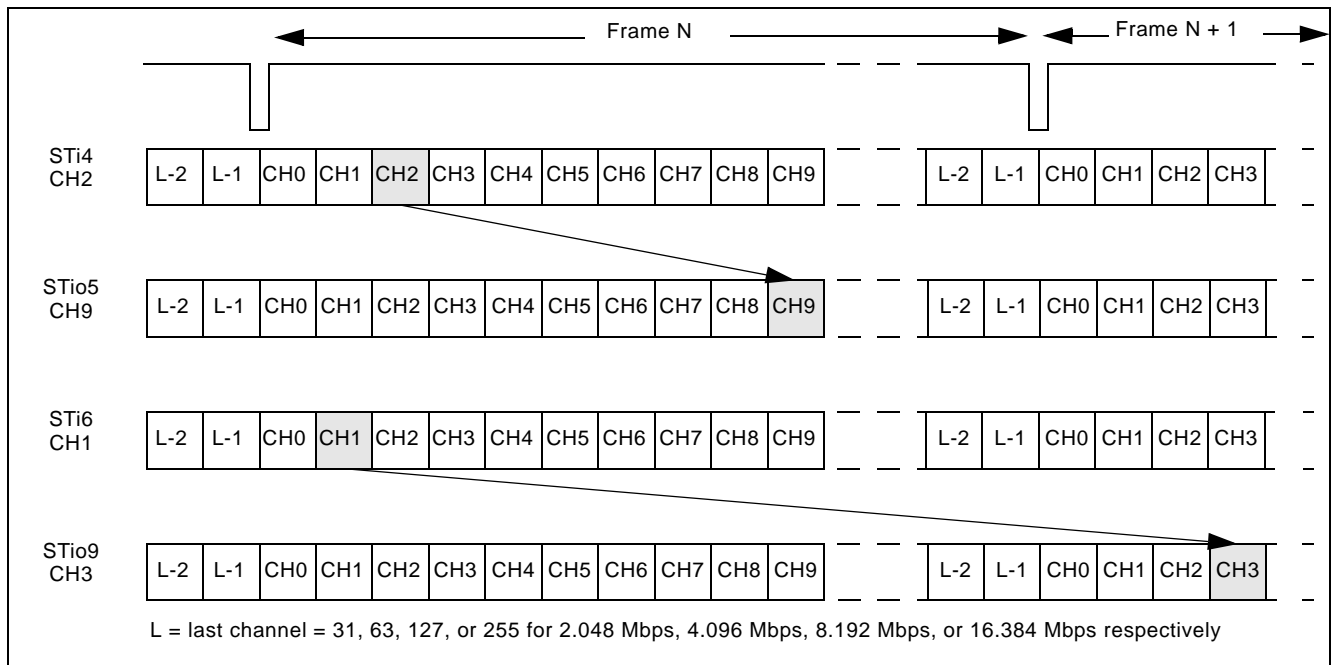 Frame N
Frame N + 1
STi4
CH2
L-2 L-1 CH0 CH1 CH2 CH3 CH4 CH5 CH6 CH7 CH8 CH9 L-2 L-1 CH0 CH1 CH2 CH3
STio5
CH9
L-2 L-1 CH0 CH1 CH2 CH3 CH4 CH5 CH6 CH7 CH8 CH9 L-2 L-1 CH0 CH1 CH2 CH3
STi6
CH1
L-2 L-1 CH0 CH1 CH2 CH3 CH4 CH5 CH6 CH7 CH8 CH9 L-2 L-1 CH0 CH1 CH2 CH3
STio9
CH3
L-2 L-1 CH0 CH1 CH2 CH3 CH4 CH5 CH6 CH7 CH8 CH9 L-2 L-1 CH0 CH1 CH2 CH3
L = last channel = 31, 63, 127, or 255 for 2.048 Mbps, 4.096 Mbps, 8.192 Mbps, or 16.384 Mbps respectively